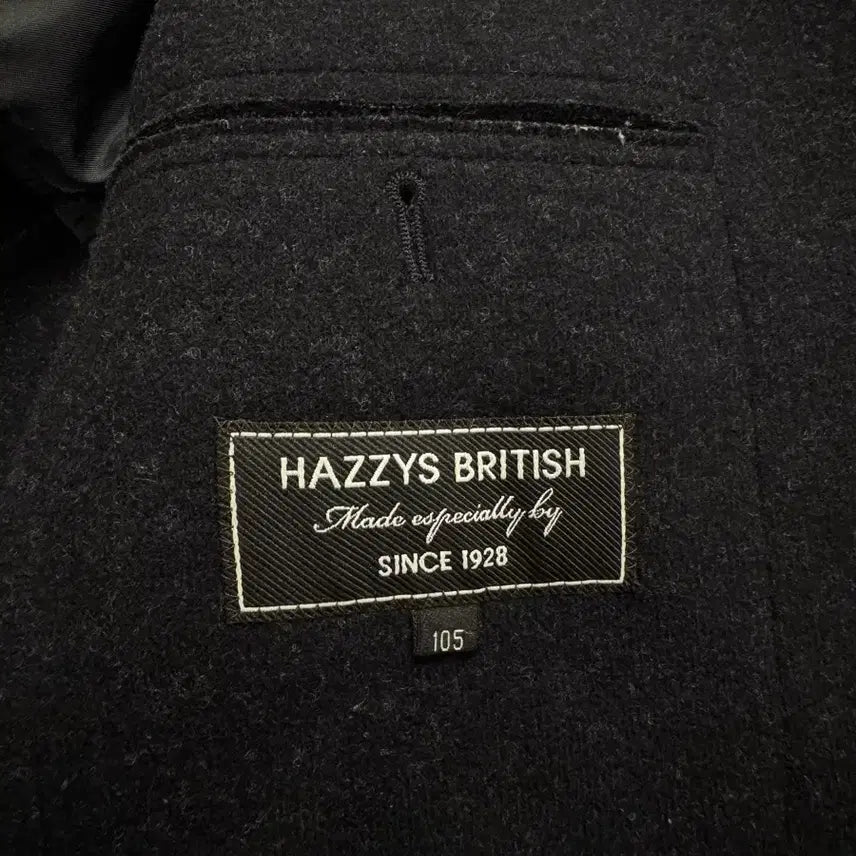 HAZZYS BRITISH
Made especially by
SINCE 1928
105